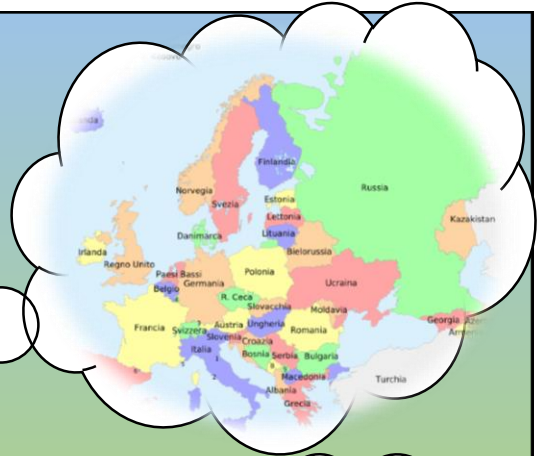 Finlandia
Norvegia
Svezia
Russia
Estonia
Lettonia
Kazakistan
Danimarca
Lituania
Irlanda
Bielorussia
Regno Unito
Paesi Bassi
Polonia
Germania
Belgio
Ucraina
R. Ceca
Slovacchia
Moldavia
Francia
Svizzera
Austria
Ungheria
Romania
Georgia
Slovenia
Croazia
Italia
Bosnia
Serbia
Bulgaria
Macedonia
Turchia
Albania
Grecia